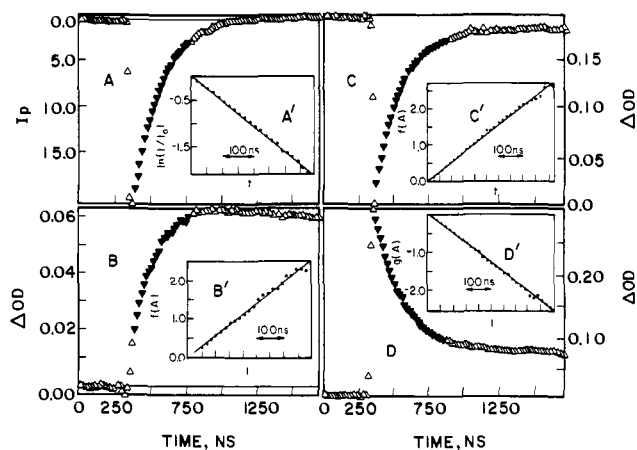 0.0
5.0
10.0
15.0
Ip
A
-0.5
-1.5
ln(I/I₀)
A'
100ns
t
C
2.0
1.0
0.0
f(A)
C'
100ns
t
0.15
0.10
0.05
0.00
ΔOD
0.06
0.04
0.02
0.00
ΔOD
B
2.0
1.0
0.0
f(A)
B'
100ns
0 250 750 1250
TIME, NS
-1.0
-2.0
g(A)
D'
100ns
D
0.20
0.10
ΔOD
0 250 750 1250
TIME, NS